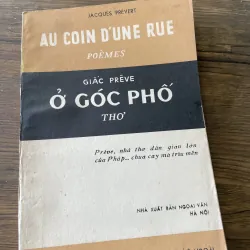 JACQUES PRÉVERT
AU COIN D'UNE RUE
POÈMES
GIẮC PRÊVE
Ở GÓC PHỐ
THƠ
Prêve, nhà thơ dân gian lớn
của Pháp... chua cay mà trìu mến
NHÀ XUẤT BẢN NGOẠI VĂN
HÀ NỘI